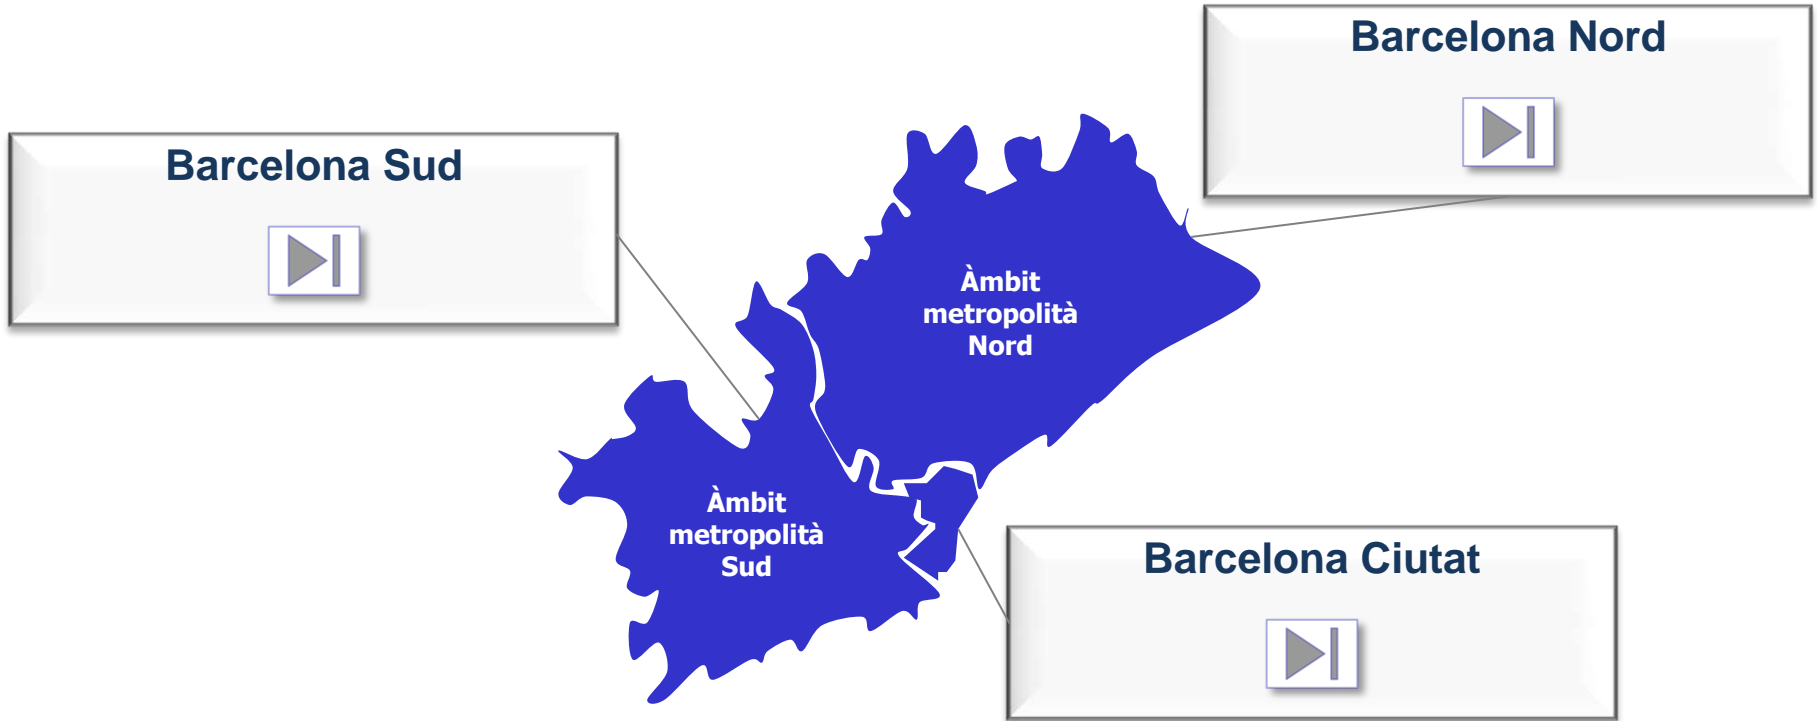 Barcelona Nord
Barcelona Sud
Àmbit
metropolità
Nord
Àmbit
metropolità
Sud
Barcelona Ciutat